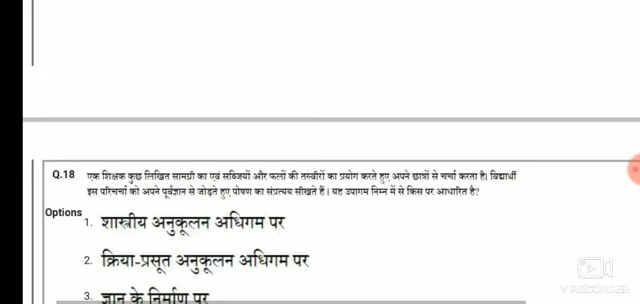 Q.18 एक शिक्षक कुछ लिखित सामग्री का एवं सब्जियों और फलों की तस्वीरों का प्रयोग करते हुए अपने छात्रों से चर्चा करता है। विद्यार्थी
इस परिचर्चा को अपने पूर्वज्ञान से जोड़ते हुए पोषण का संप्रत्यय सीखते हैं। यह उपागम निम्न में से किस पर आधारित है?
Options
1. शास्त्रीय अनुकूलन अधिगम पर
2. क्रिया-प्रसूत अनुकूलन अधिगम पर
3. ज्ञान के निर्माण पर
V RECORDER